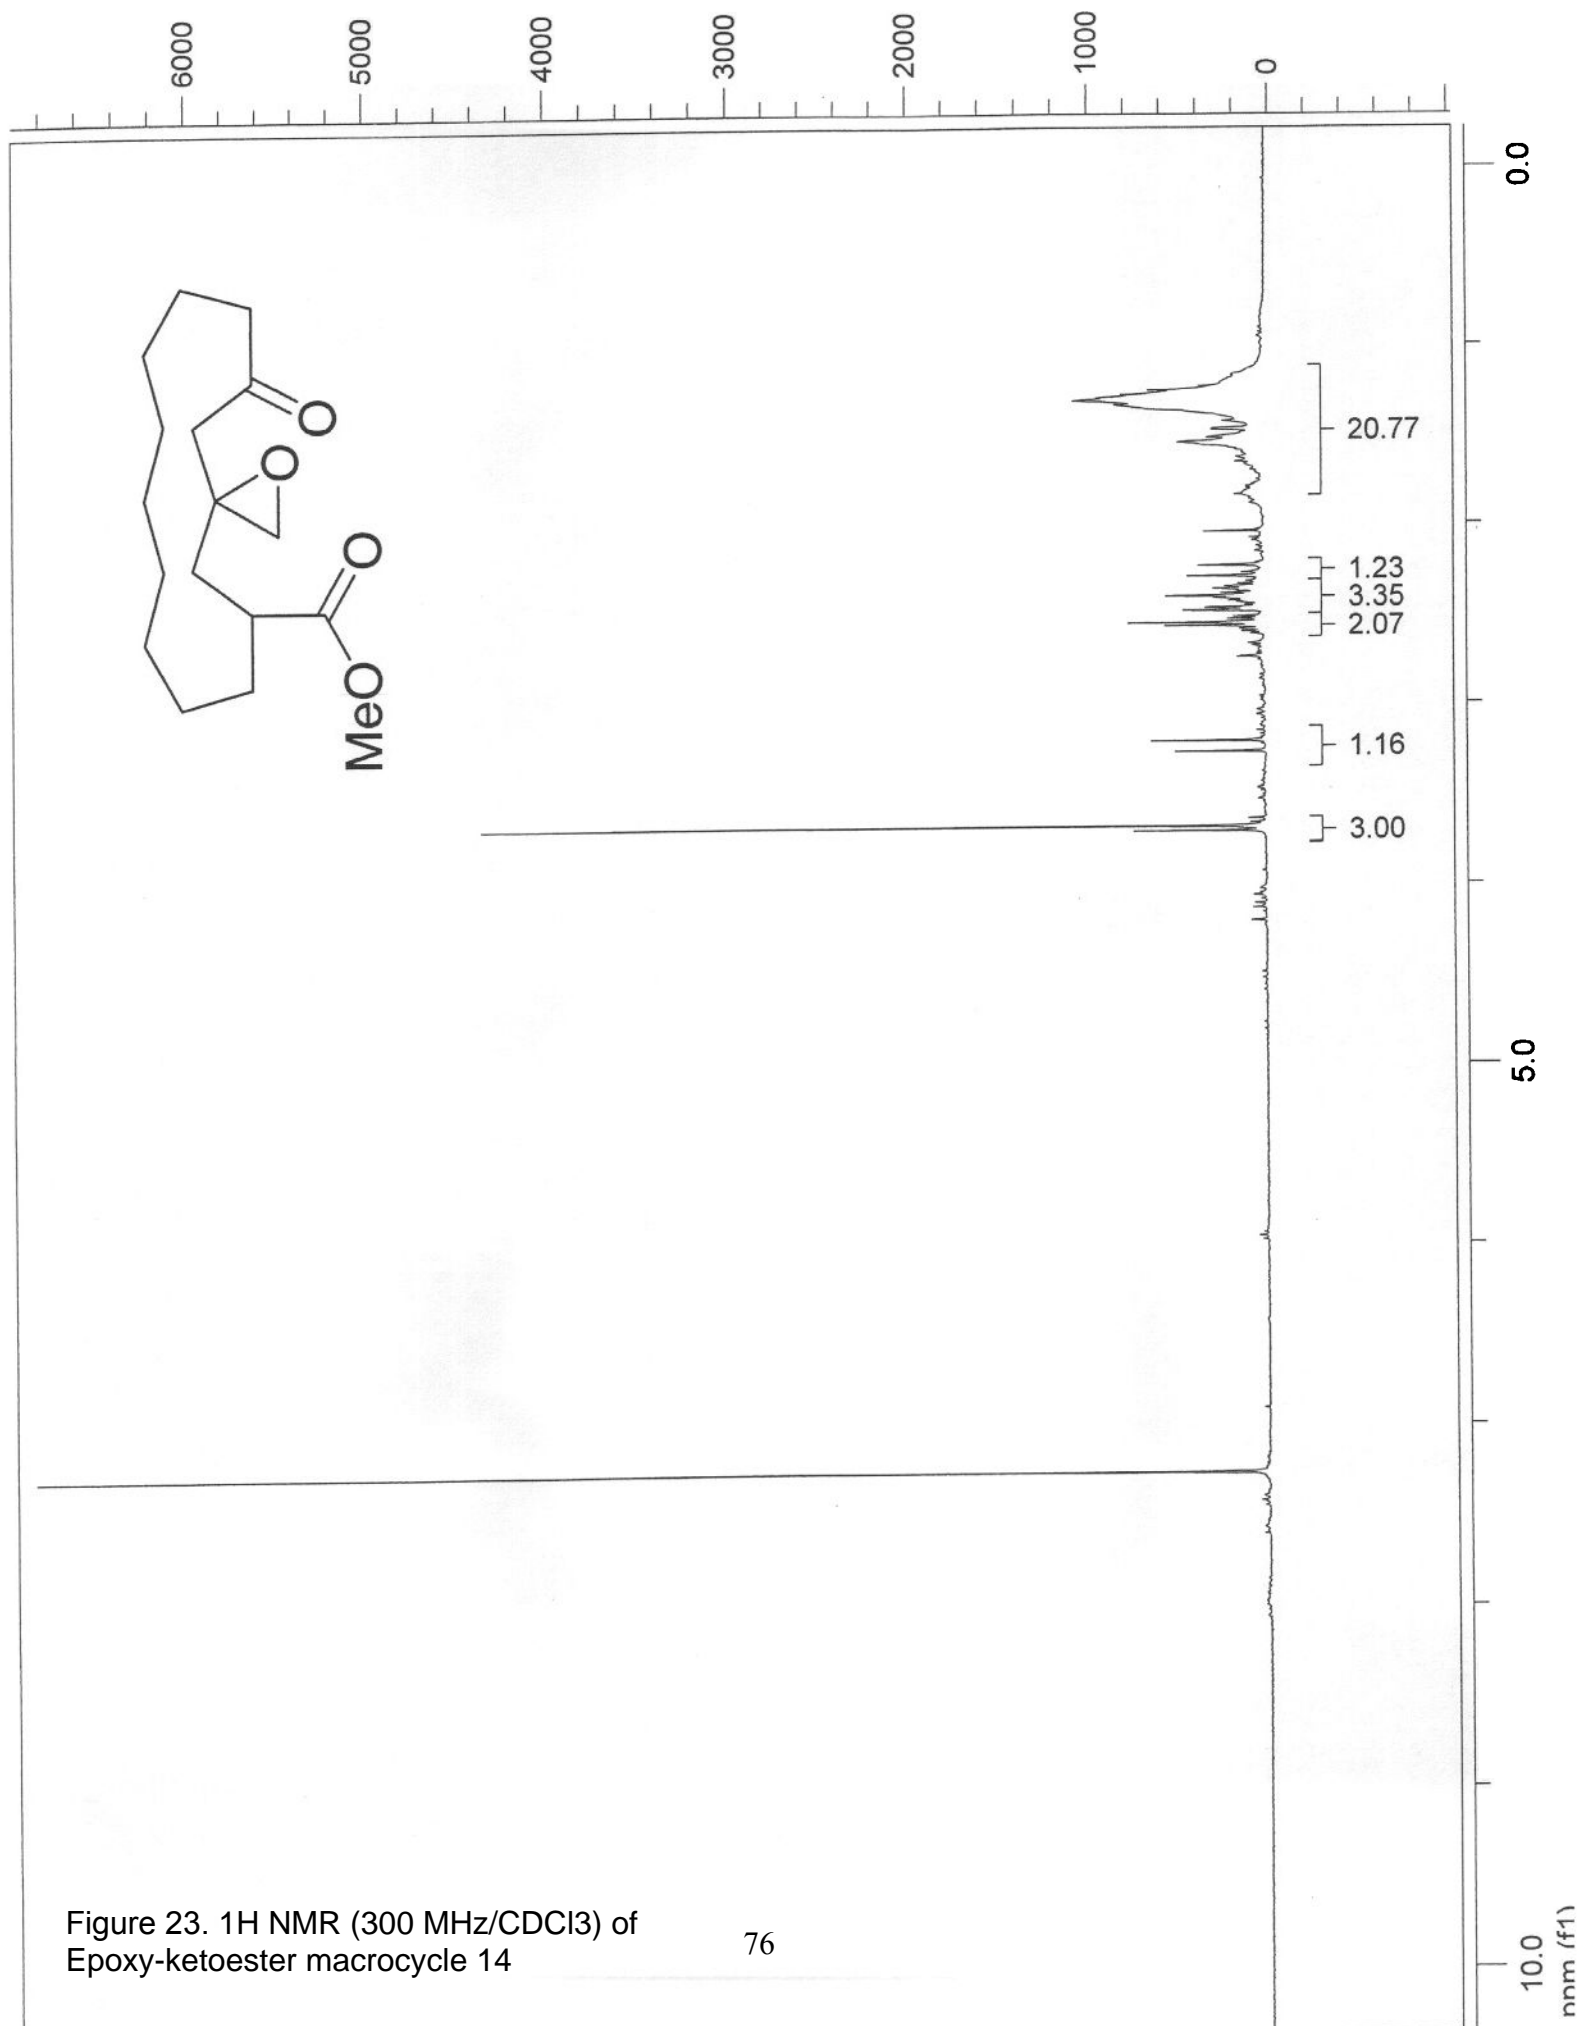 6000
5000
4000
3000
2000
1000
0
O
O
O
MeO
20.77
1.23
3.35
2.07
1.16
3.00
0.0
5.0
10.0
ppm (f1)
Figure 23. 1H NMR (300 MHz/CDCl3) of
Epoxy-ketoester macrocycle 14
76